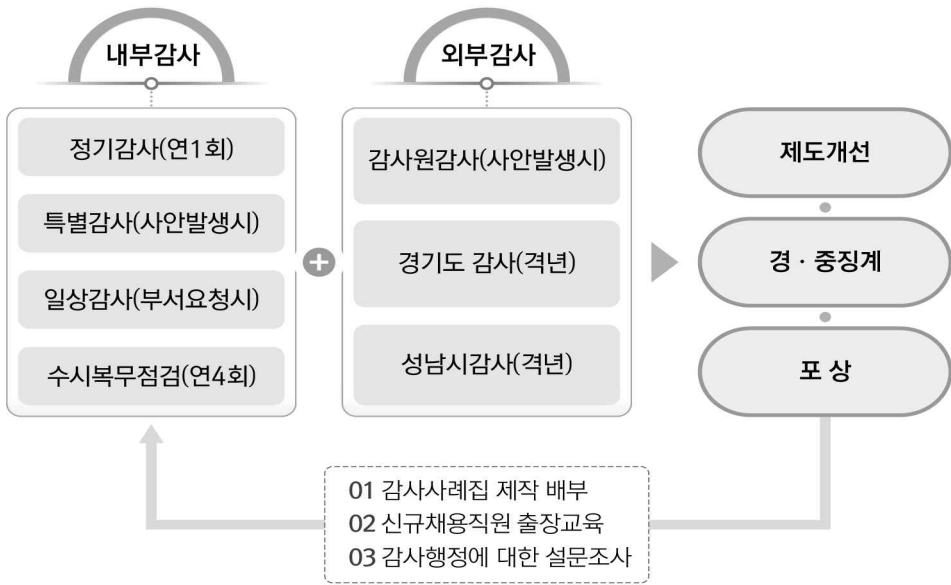 내부감사
정기감사(연1회)
특별감사(사안발생시)
일상감사(부서요청시)
수시복무점검(연4회)
외부감사
감사원감사(사안발생시)
경기도 감사(격년)
성남시감사(격년)
제도개선
경 · 중징계
포 상
01 감사사례집 제작 배부
02 신규채용직원 출장교육
03 감사행정에 대한 설문조사